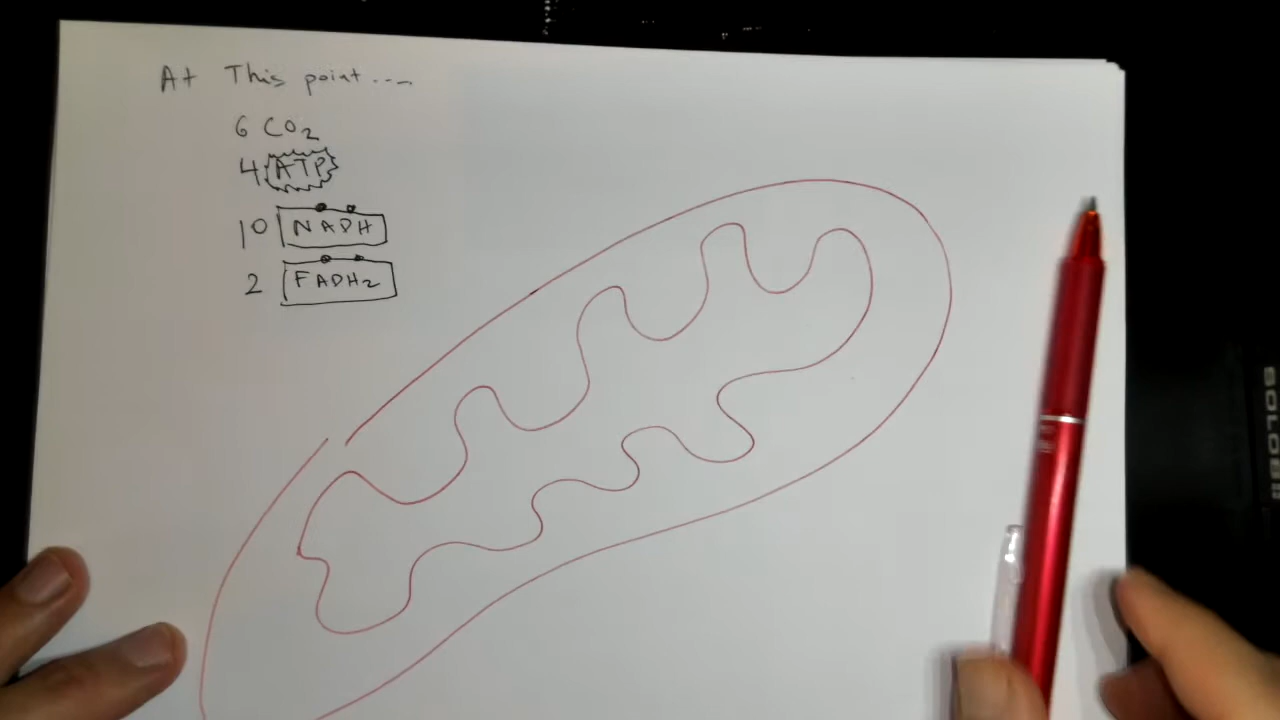 At This point....
6 CO2
4 ATP
10 NADH
2 FADH2